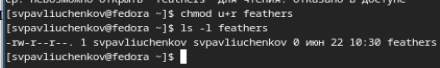 ср: невозможно открыть 'feathers' для чтения: Отказано в доступе
[svpavliuchenkov@fedora ~]$ chmod u+r feathers
[svpavliuchenkov@fedora ~]$ ls -l feathers
-rw-r--r--. 1 svpavliuchenkov svpavliuchenkov 0 июн 22 10:30 feathers
[svpavliuchenkov@fedora ~]$